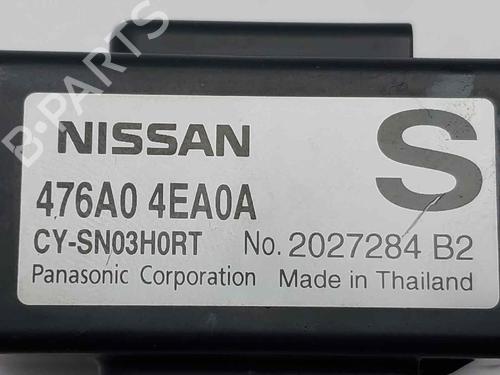 B-PARTS
NISSAN
S
476A0 4EA0A
CY-SN03H0RT No. 2027284 B2
Panasonic Corporation Made in Thailand